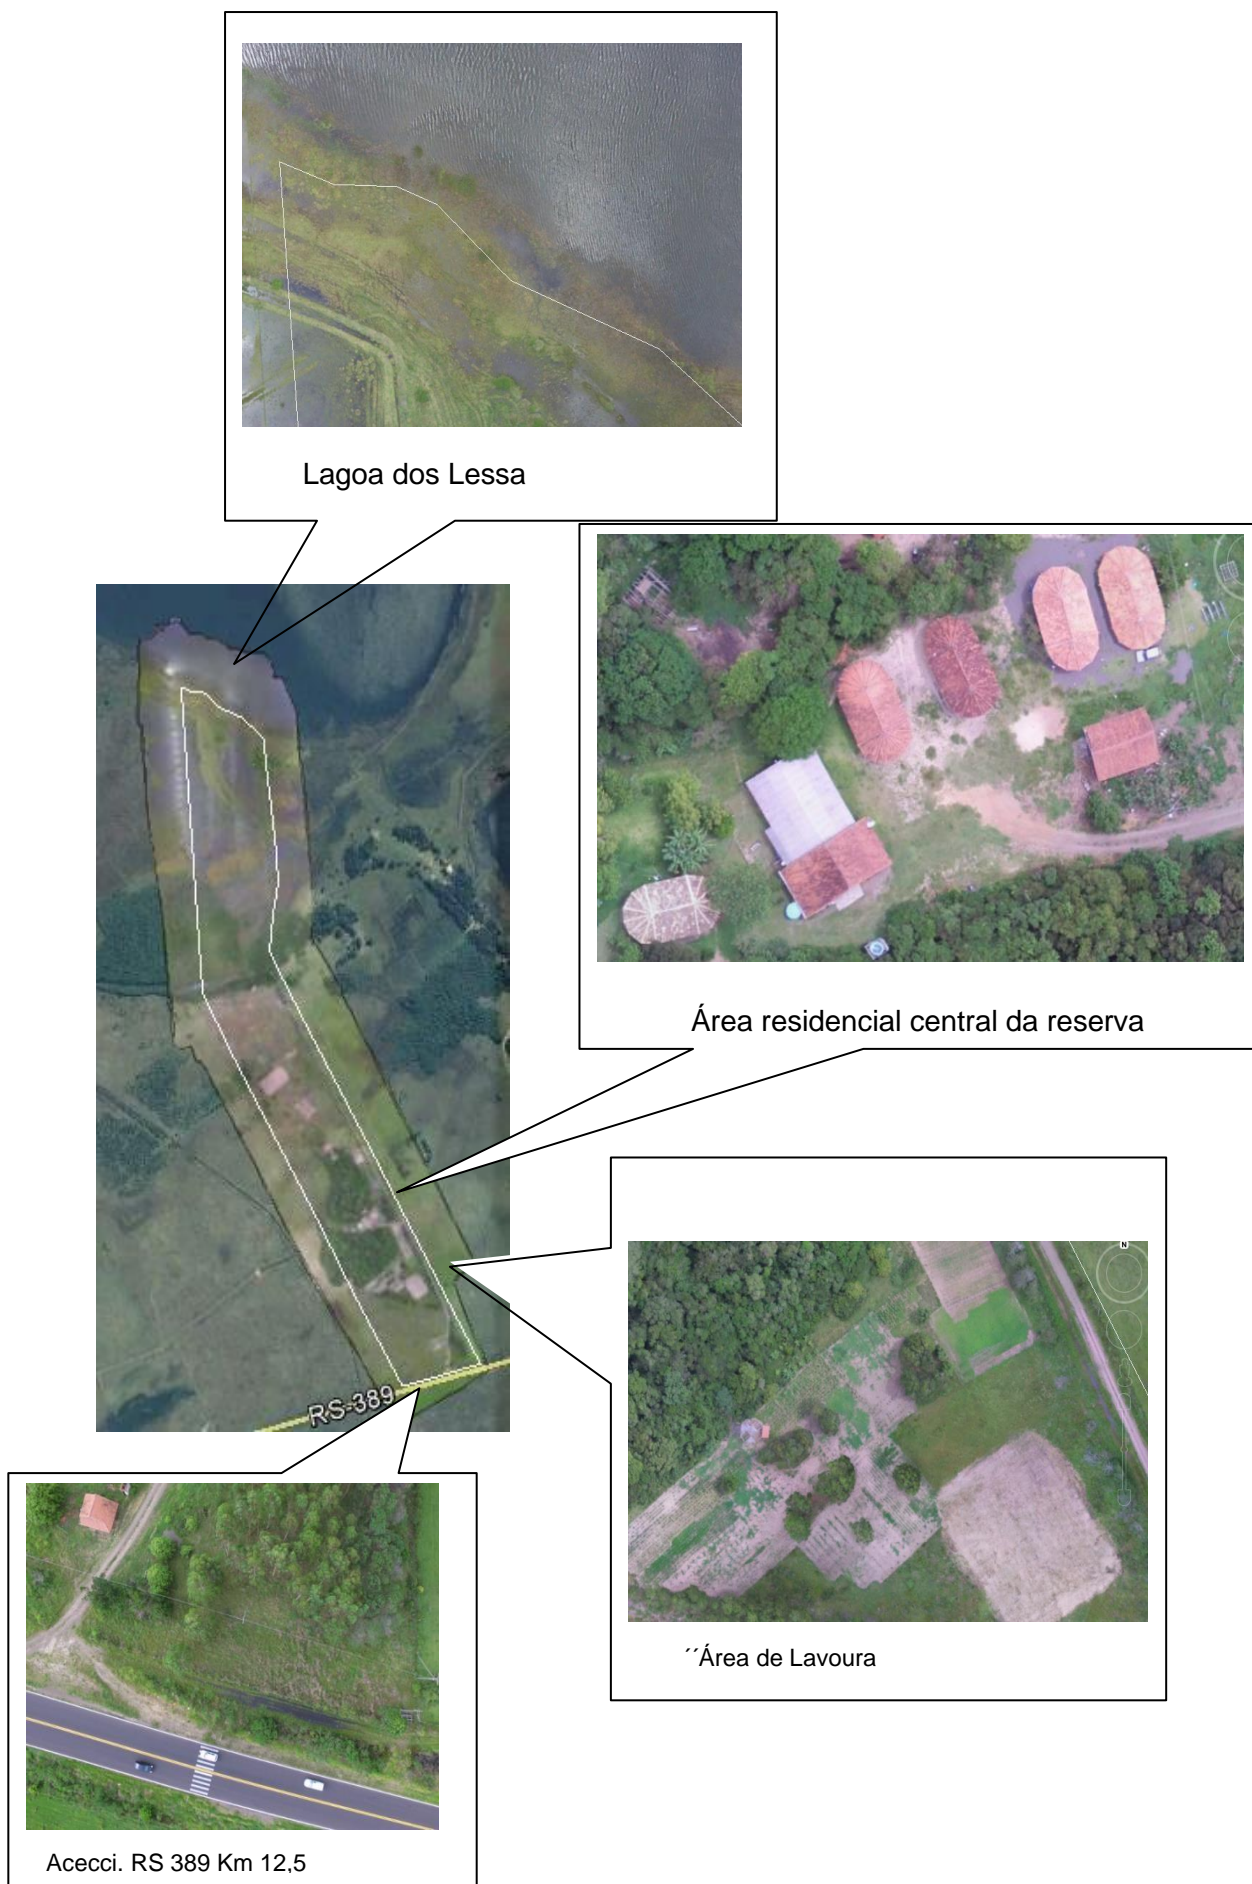 Lagoa dos Lessa
Área residencial central da reserva
RS-389
N
´´Área de Lavoura
Acecci. RS 389 Km 12,5